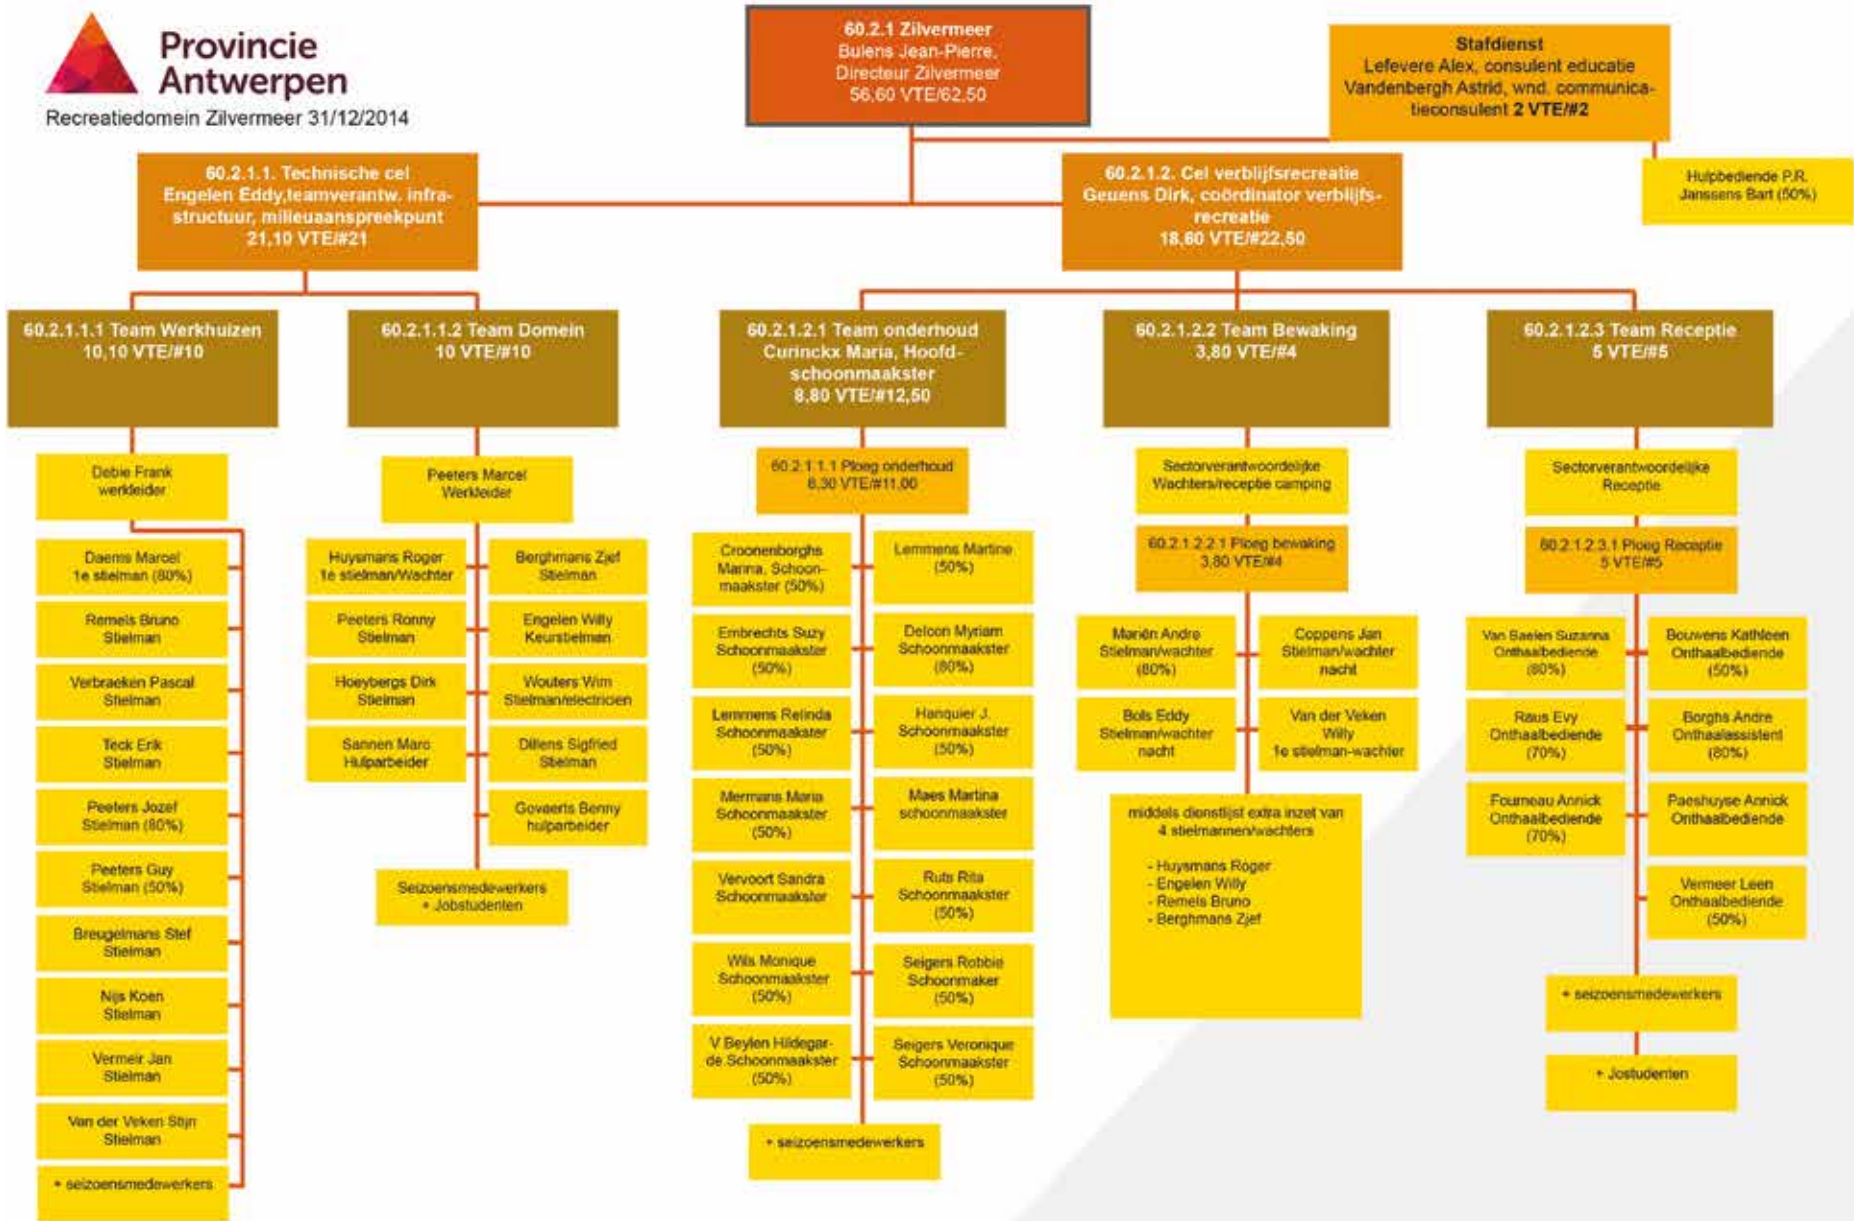 Provincie
Antwerpen
Recreatiedomein Zilvermeer 31/12/2014
60.2.1 Zilvermeer
Bulens Jean-Pierre,
Directeur Zilvermeer
56,60 VTE/62,50
Stafdienst
Lefevere Alex, consulent educatie
Vandenbergh Astrid, wnd. communica-
tieconsulent 2 VTE/#2
Hulpbediende P.R.
Janssens Bart (50%)
60.2.1.1. Technische cel
Engelen Eddy,teamverantw. infra-
structuur, milieuaanspreekpunt
21,10 VTE/#21
60.2.1.2. Cel verblijfsrecreatie
Geuens Dirk, coördinator verblijfs-
recreatie
18,60 VTE/#22,50
60.2.1.1.1 Team Werkhuizen
10,10 VTE/#10
Debie Frank
werkleider
Daems Marcel
1e stielman (80%)
Remels Bruno
Stielman
Verbraeken Pascal
Stielman
Teck Erik
Stielman
Peeters Jozef
Stielman (80%)
Peeters Guy
Stielman (50%)
Breugelmans Stef
Stielman
Nijs Koen
Stielman
Vermeir Jan
Stielman
Van der Veken Stijn
Stielman
+ seizoensmedewerkers
60.2.1.1.2 Team Domein
10 VTE/#10
Peeters Marcel
Werkleider
Huysmans Roger
1e stielman/Wachter
Berghmans Zjef
Stielman
Peeters Ronny
Stielman
Engelen Willy
Keurstielman
Hoeybergs Dirk
Stielman
Wouters Wim
Stielman/electricien
Sannen Marc
Hulparbeider
Dillens Sigfried
Stielman
Govaerts Benny
hulparbeider
Seizoensmedewerkers
+ Jobstudenten
60.2.1.2.1 Team onderhoud
Curinckx Maria, Hoofd-
schoonmaakster
8,80 VTE/#12,50
60.2.1.1.1 Ploeg onderhoud
8,30 VTE/#11,00
Croonenborghs
Marina, Schoon-
maakster (50%)
Lemmens Martine
(50%)
Embrechts Suzy
Schoonmaakster
(50%)
Deloon Myriam
Schoonmaakster
(80%)
Lemmens Relinda
Schoonmaakster
(50%)
Hanquier J.
Schoonmaakster
(50%)
Mermans Maria
Schoonmaakster
(50%)
Maes Martina
schoonmaakster
Vervoort Sandra
Schoonmaakster
Ruts Rita
Schoonmaakster
(50%)
Wils Monique
Schoonmaakster
(50%)
Seigers Robbie
Schoonmaker
(50%)
V Beylen Hildegar-
de Schoonmaakster
(50%)
Seigers Veronique
Schoonmaakster
(50%)
+ seizoensmedewerkers
60.2.1.2.2 Team Bewaking
3,80 VTE/#4
Sectorverantwoordelijke
Wachters/receptie camping
60.2.1.2.2.1 Ploeg bewaking
3,80 VTE/#4
Mariën Andre
Stielman/wachter
(80%)
Coppens Jan
Stielman/wachter
nacht
Bols Eddy
Stielman/wachter
nacht
Van der Veken
Willy
1e stielman-wachter
middels dienstlijst extra inzet van
4 stielmannen/wachters
- Huysmans Roger
- Engelen Willy
- Remels Bruno
- Berghmans Zjef
60.2.1.2.3 Team Receptie
5 VTE/#5
Sectorverantwoordelijke
Receptie
60.2.1.2.3.1 Ploeg Receptie
5 VTE/#5
Van Baelen Suzanna
Onthaalbediende
(80%)
Bouwens Kathleen
Onthaalbediende
(50%)
Raus Evy
Onthaalbediende
(70%)
Borghs Andre
Onthaalassistent
(80%)
Fourneau Annick
Onthaalbediende
(70%)
Paeshuyse Annick
Onthaalbediende
Vermeer Leen
Onthaalbediende
(50%)
+ seizoensmedewerkers
+ Jostudenten